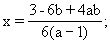 x = (3 - 6b + 4ab) / (6(a - 1));